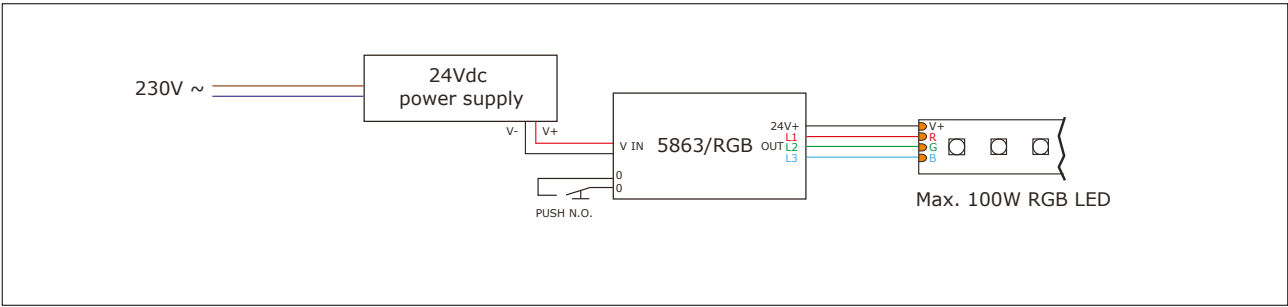 230V ~
24Vdc
power supply
V-
V+
V IN
5863/RGB
OUT
24V+
L1
L2
L3
0
0
PUSH N.O.
V+
R
G
B
Max. 100W RGB LED